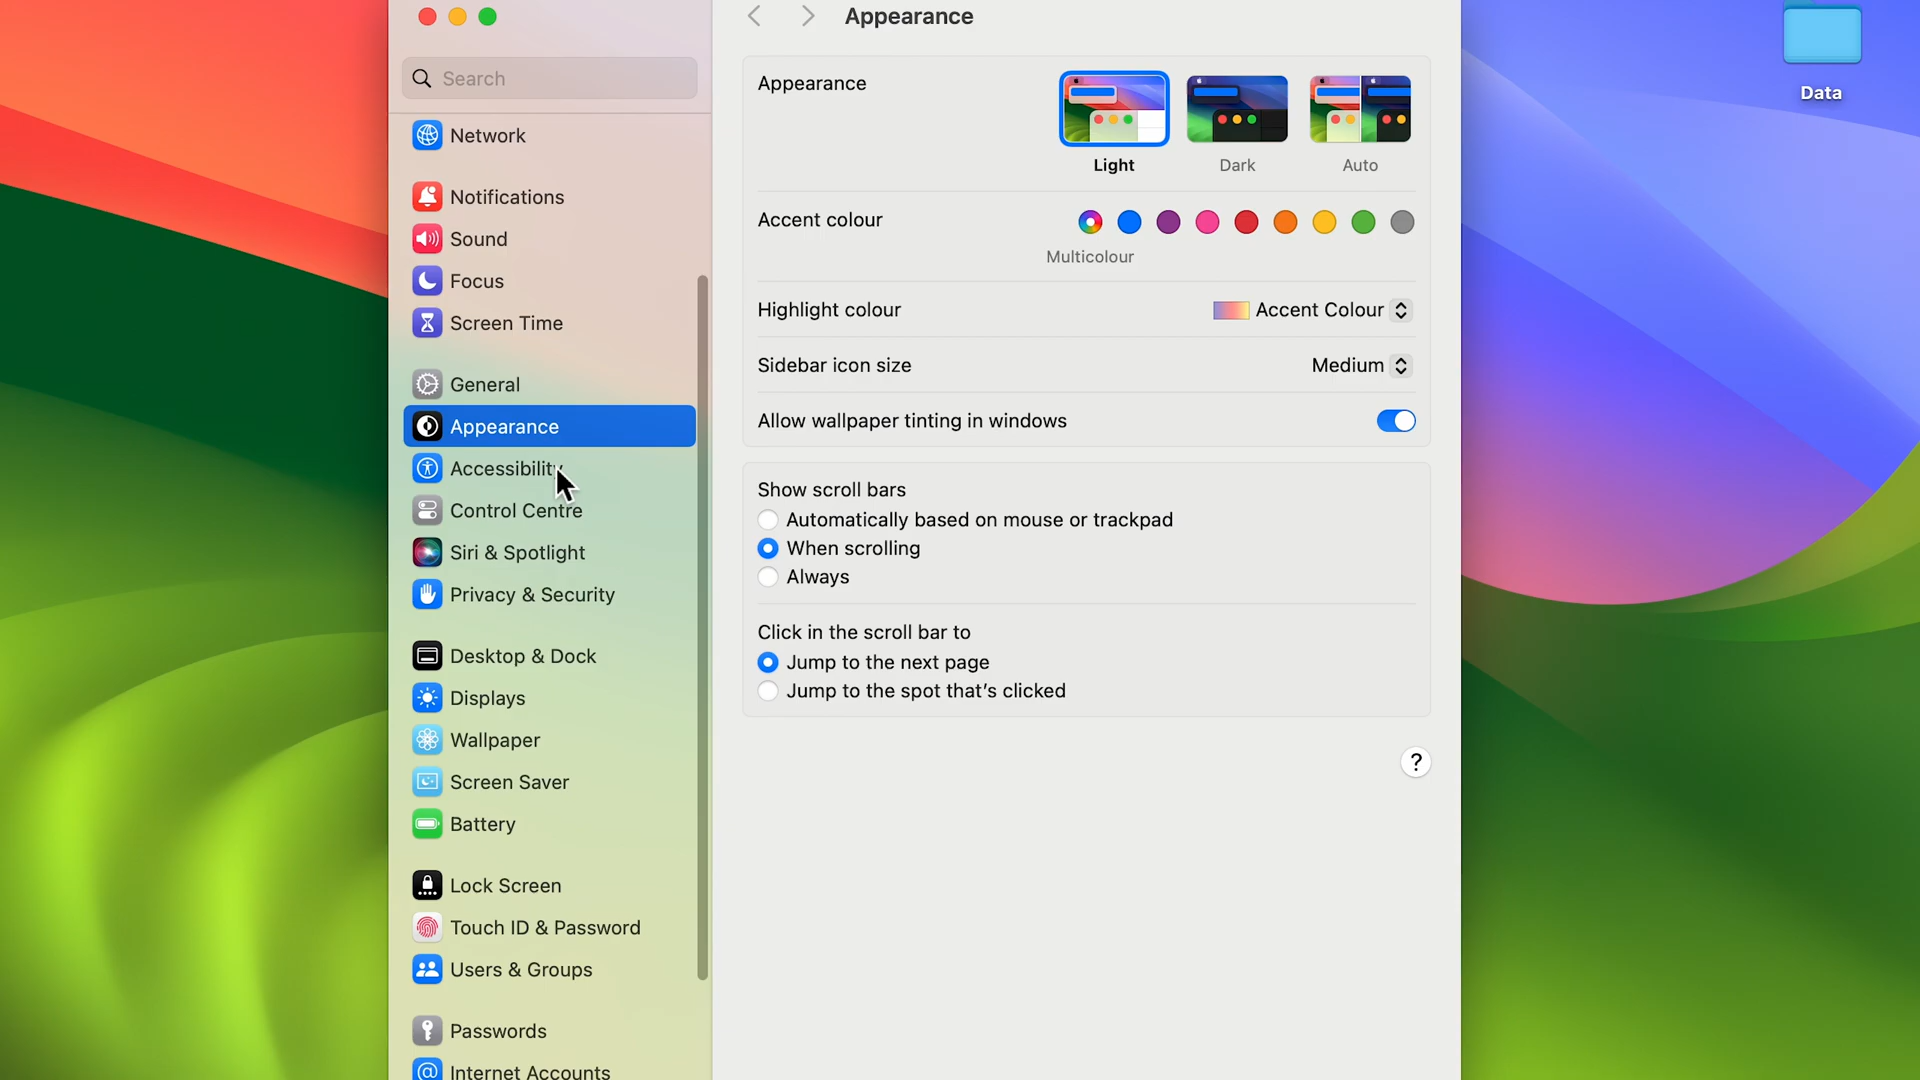 Appearance
Search
Network
Notifications
Sound
Focus
Screen Time
General
Appearance
Accessibility
Control Centre
Siri & Spotlight
Privacy & Security
Desktop & Dock
Displays
Wallpaper
Screen Saver
Battery
Lock Screen
Touch ID & Password
Users & Groups
Passwords
Internet Accounts
Appearance
Light
Dark
Auto
Accent colour
Multicolour
Highlight colour
Accent Colour
Sidebar icon size
Medium
Allow wallpaper tinting in windows
Show scroll bars
Automatically based on mouse or trackpad
When scrolling
Always
Click in the scroll bar to
Jump to the next page
Jump to the spot that's clicked
?
Data